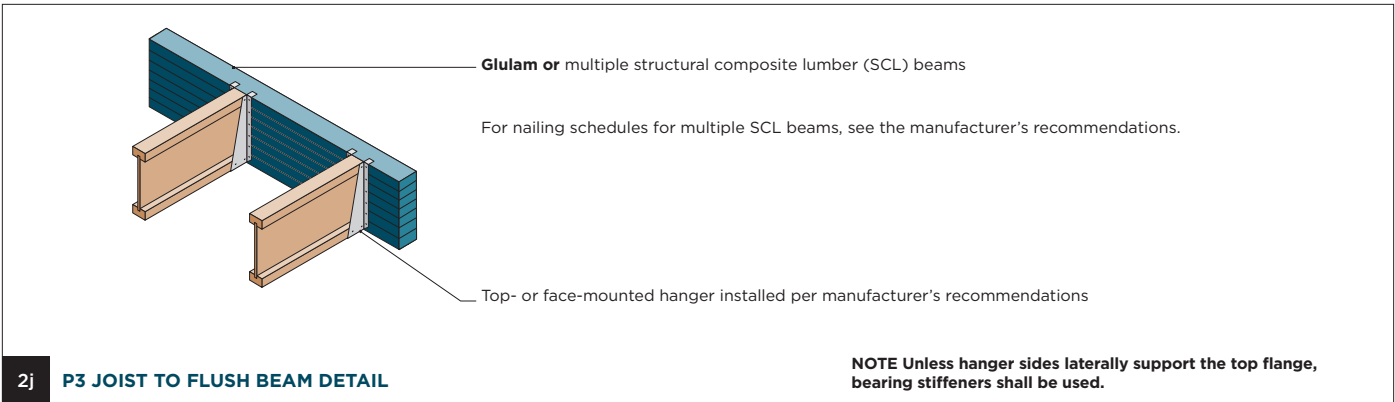 Glulam or multiple structural composite lumber (SCL) beams
For nailing schedules for multiple SCL beams, see the manufacturer’s recommendations.
Top- or face-mounted hanger installed per manufacturer’s recommendations
2j P3 JOIST TO FLUSH BEAM DETAIL
NOTE Unless hanger sides laterally support the top flange,
bearing stiffeners shall be used.